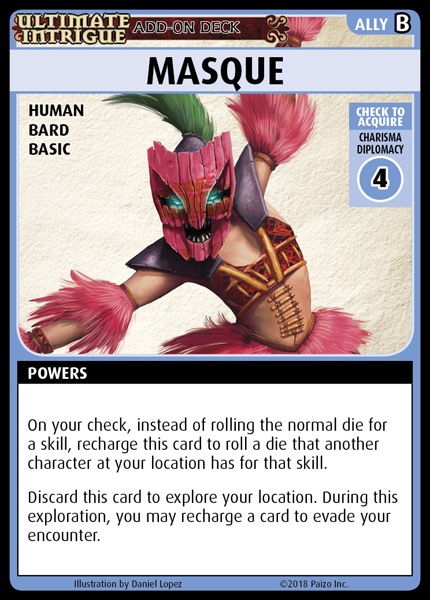 ULTIMATE
INTRIGUE
ADD-ON DECK
ALLY B
MASQUE
HUMAN
BARD
BASIC
CHECK TO
ACQUIRE
CHARISMA
DIPLOMACY
4
POWERS
On your check, instead of rolling the normal die for
a skill, recharge this card to roll a die that another
character at your location has for that skill.
Discard this card to explore your location. During this
exploration, you may recharge a card to evade your
encounter.
Illustration by Daniel Lopez
©2018 Paizo Inc.